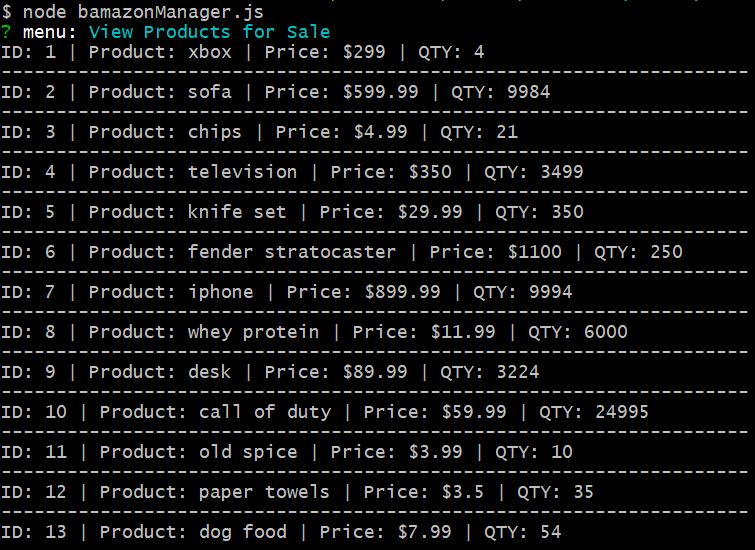 $ node bamazonManager.js
? menu: View Products for Sale
ID: 1 | Product: xbox | Price: $299 | QTY: 4
--------------------------------------------------------------------
ID: 2 | Product: sofa | Price: $599.99 | QTY: 9984
--------------------------------------------------------------------
ID: 3 | Product: chips | Price: $4.99 | QTY: 21
--------------------------------------------------------------------
ID: 4 | Product: television | Price: $350 | QTY: 3499
--------------------------------------------------------------------
ID: 5 | Product: knife set | Price: $29.99 | QTY: 350
--------------------------------------------------------------------
ID: 6 | Product: fender stratocaster | Price: $1100 | QTY: 250
--------------------------------------------------------------------
ID: 7 | Product: iphone | Price: $899.99 | QTY: 9994
--------------------------------------------------------------------
ID: 8 | Product: whey protein | Price: $11.99 | QTY: 6000
--------------------------------------------------------------------
ID: 9 | Product: desk | Price: $89.99 | QTY: 3224
--------------------------------------------------------------------
ID: 10 | Product: call of duty | Price: $59.99 | QTY: 24995
--------------------------------------------------------------------
ID: 11 | Product: old spice | Price: $3.99 | QTY: 10
--------------------------------------------------------------------
ID: 12 | Product: paper towels | Price: $3.5 | QTY: 35
--------------------------------------------------------------------
ID: 13 | Product: dog food | Price: $7.99 | QTY: 54